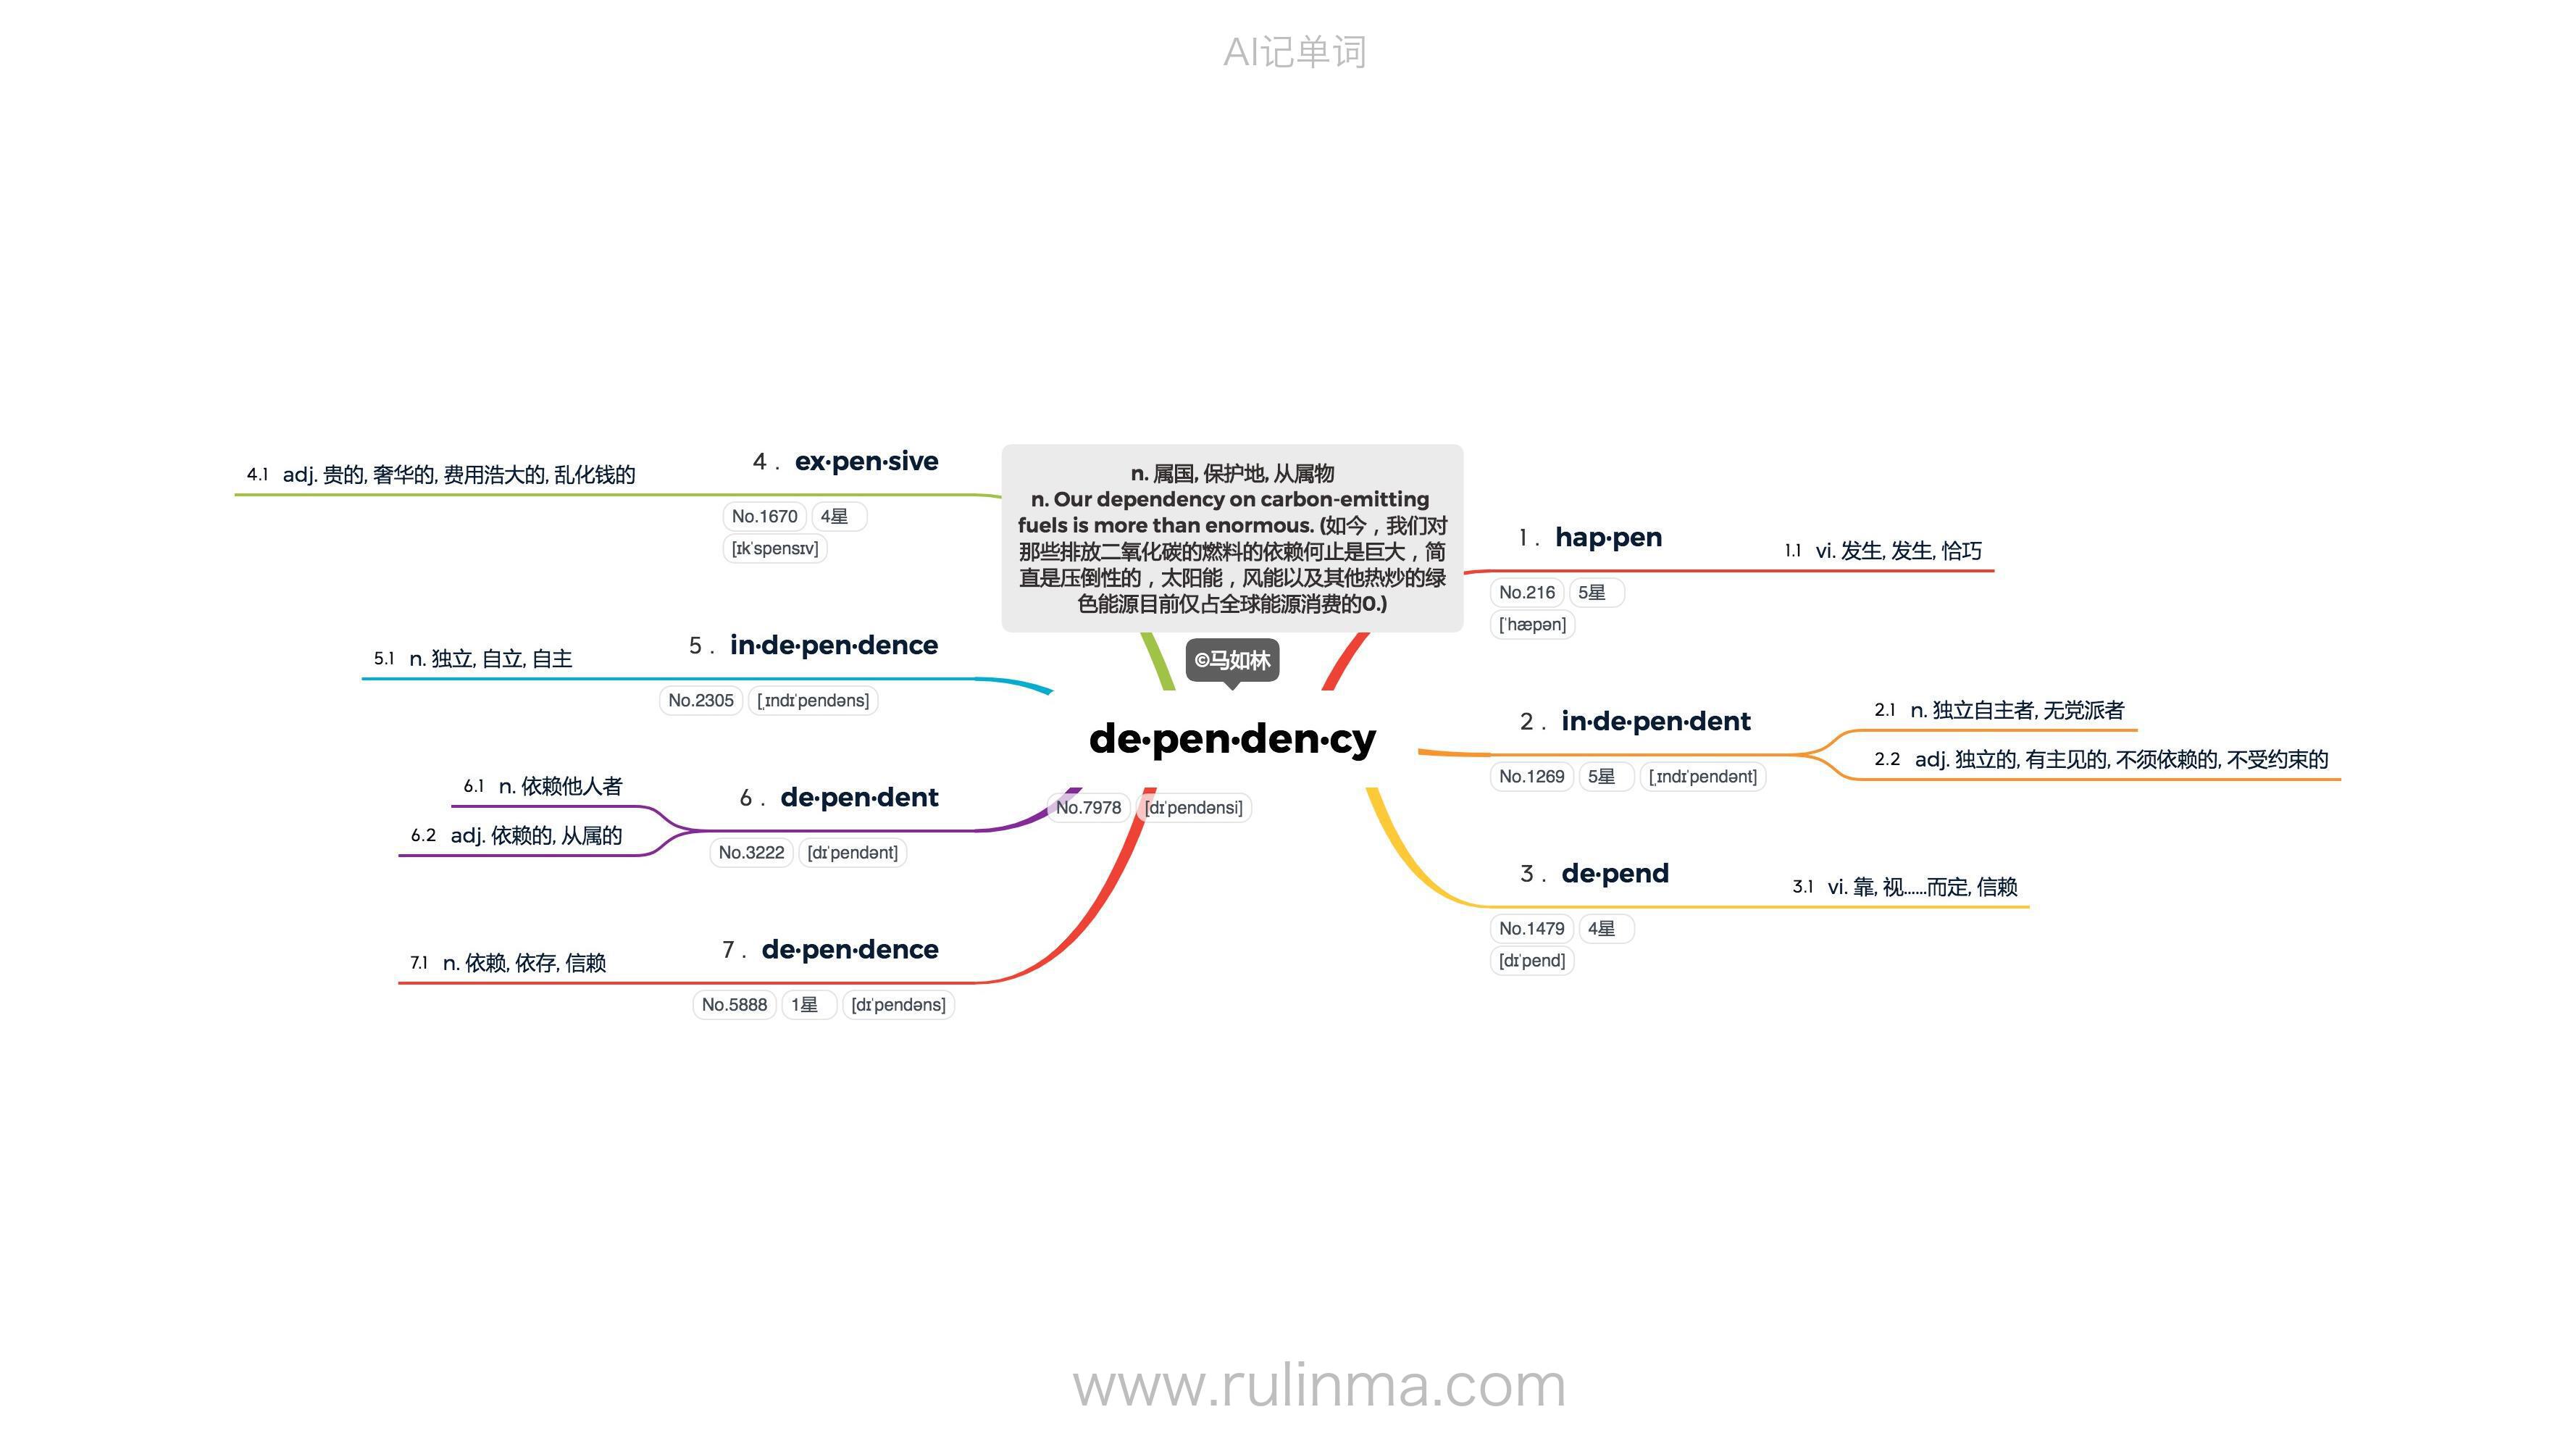 AI记单词
n. 属国, 保护地, 从属物
n. Our dependency on carbon-emitting
fuels is more than enormous. (如今，我们对
那些排放二氧化碳的燃料的依赖何止是巨大，简
直是压倒性的，太阳能，风能以及其他热炒的绿
色能源目前仅占全球能源消费的0.)
©马如林
de·pen·den·cy
No.7978 [dɪˈpendənsi]
1 . hap·pen
No.216 5星
[ˈhæpən]
1.1 vi. 发生, 发生, 恰巧
2 . in·de·pen·dent
No.1269 5星 [ˌɪndɪˈpendənt]
2.1 n. 独立自主者, 无党派者
2.2 adj. 独立的, 有主见的, 不须依赖的, 不受约束的
3 . de·pend
No.1479 4星
[dɪˈpend]
3.1 vi. 靠, 视......而定, 信赖
4 . ex·pen·sive
No.1670 4星
[ɪkˈspensɪv]
4.1 adj. 贵的, 奢华的, 费用浩大的, 乱化钱的
5 . in·de·pen·dence
No.2305 [ˌɪndɪˈpendəns]
5.1 n. 独立, 自立, 自主
6 . de·pen·dent
No.3222 [dɪˈpendənt]
6.1 n. 依赖他人者
6.2 adj. 依赖的, 从属的
7 . de·pen·dence
No.5888 1星 [dɪˈpendəns]
7.1 n. 依赖, 依存, 信赖
www.rulinma.com